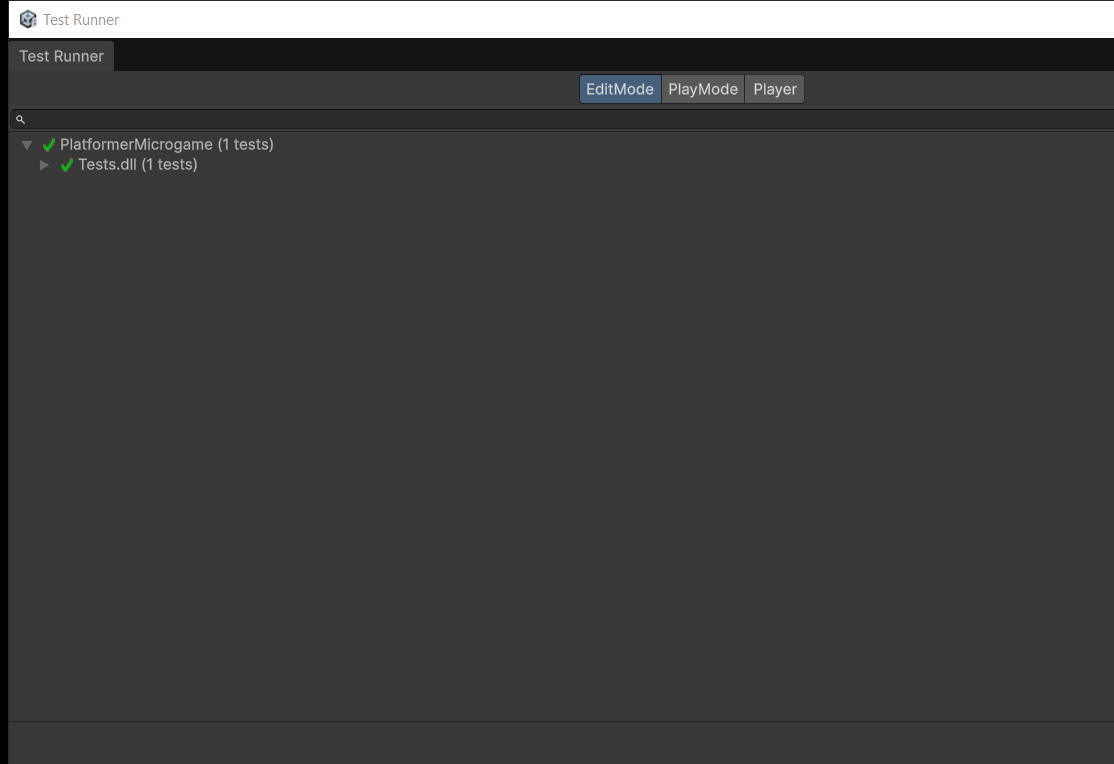 Test Runner
Test Runner
EditMode PlayMode Player
PlatformerMicrogame (1 tests)
Tests.dll (1 tests)